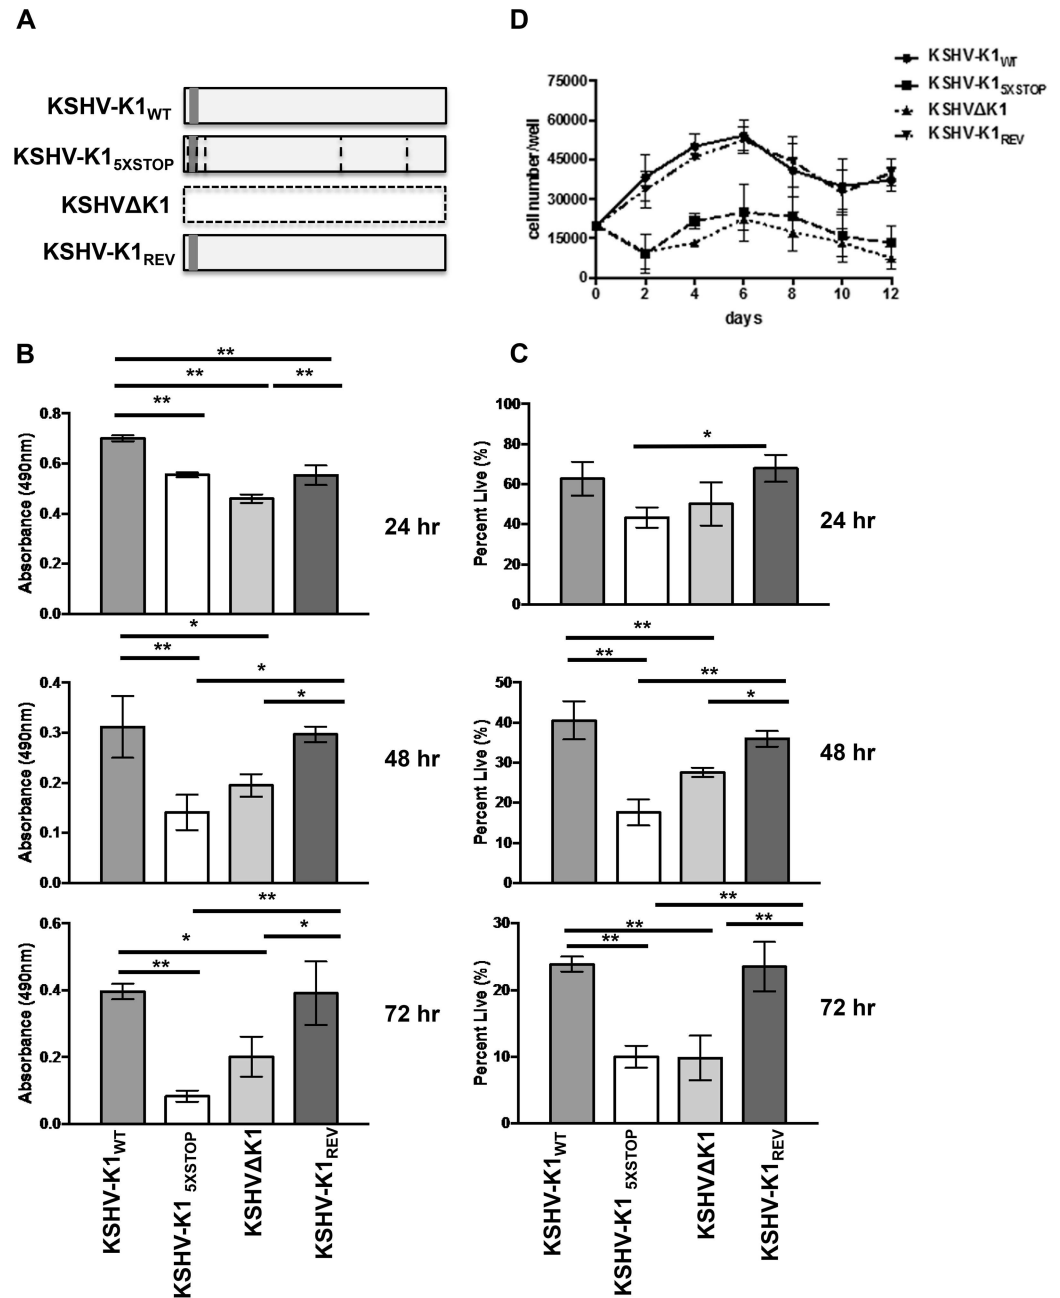 A
KSHV-K1WT
KSHV-K15XSTOP
KSHVΔK1
KSHV-K1REV
D
KSHV-K1WT
KSHV-K15XSTOP
KSHVΔK1
KSHV-K1REV
cell number/well
75000
60000
45000
30000
15000
0
0 2 4 6 8 10 12
days
B
**
** **
**
Absorbance (490nm)
0.8
0.6
0.4
0.2
0.0
24 hr
*
**
*
*
Absorbance (490nm)
0.4
0.3
0.2
0.1
0.0
48 hr
**
*
*
**
Absorbance (490nm)
0.6
0.4
0.2
0.0
72 hr
KSHV-K1WT
KSHV-K1 5XSTOP
KSHVΔK1
KSHV-K1REV
C
*
Percent Live (%)
100
80
60
40
20
0
24 hr
**
**
**
*
Percent Live (%)
50
40
30
20
10
0
48 hr
**
**
**
**
Percent Live (%)
30
20
10
0
72 hr
KSHV-K1WT
KSHV-K1 5XSTOP
KSHVΔK1
KSHV-K1REV